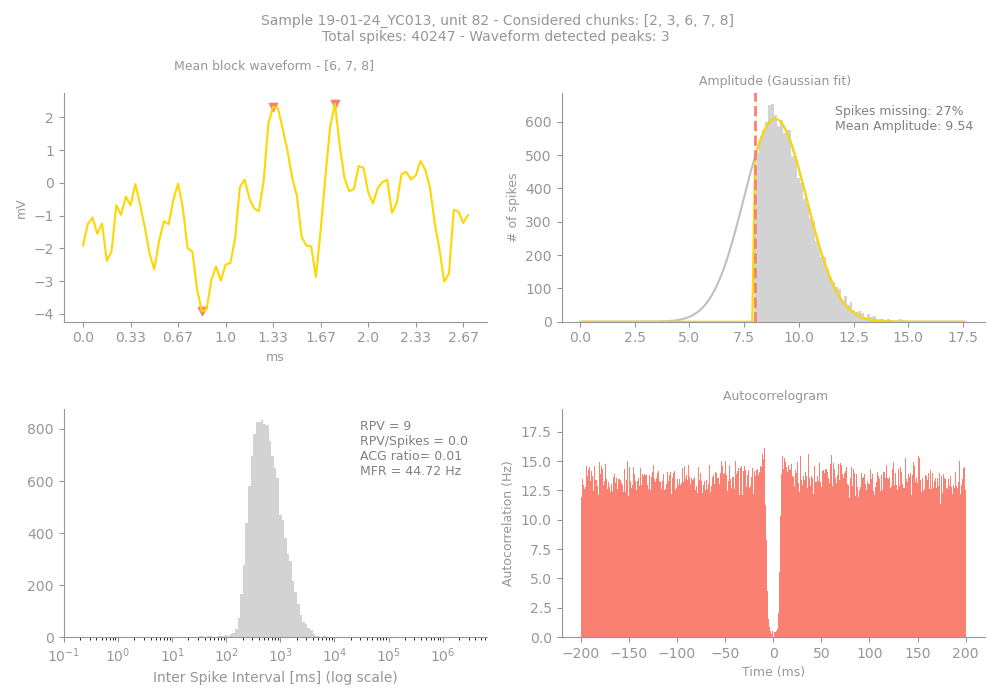 Sample 19-01-24_YC013, unit 82 - Considered chunks: [2, 3, 6, 7, 8]
Total spikes: 40247 - Waveform detected peaks: 3
Mean block waveform - [6, 7, 8]
mV
2
1
0
−1
−2
−3
−4
0.0 0.33 0.67 1.0 1.33 1.67 2.0 2.33 2.67
ms
Amplitude (Gaussian fit)
Spikes missing: 27%
Mean Amplitude: 9.54
# of spikes
600
500
400
300
200
100
0
0.0 2.5 5.0 7.5 10.0 12.5 15.0 17.5
RPV = 9
RPV/Spikes = 0.0
ACG ratio= 0.01
MFR = 44.72 Hz
800
600
400
200
0
10⁻¹ 10⁰ 10¹ 10² 10³ 10⁴ 10⁵ 10⁶
Inter Spike Interval [ms] (log scale)
Autocorrelogram
Autocorrelation (Hz)
17.5
15.0
12.5
10.0
7.5
5.0
2.5
0.0
−200 −150 −100 −50 0 50 100 150 200
Time (ms)